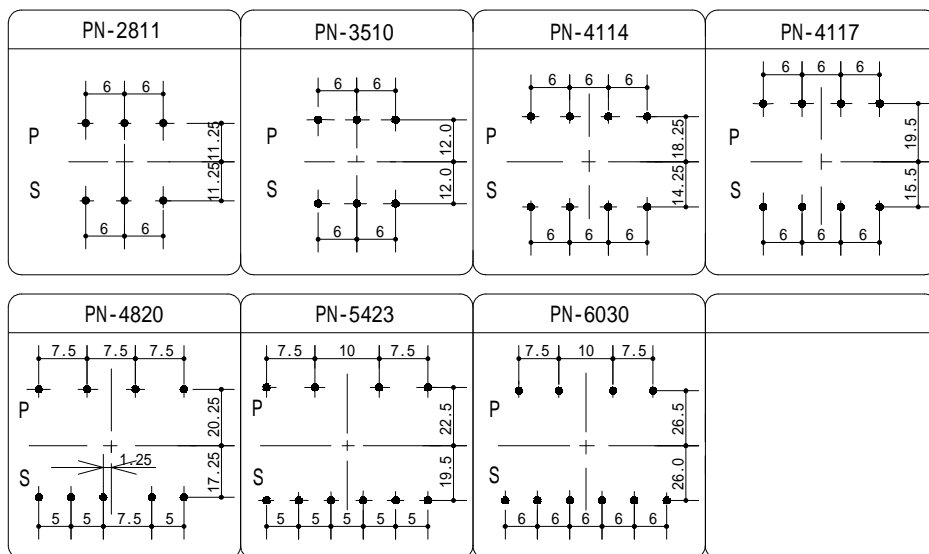 PN-2811
6 6
P
11.25
S
11.25
6 6
PN-3510
6 6
12.0
12.0
6 6
PN-4114
6 6 6
18.25
14.25
6 6 6
PN-4117
6 6 6
19.5
15.5
6 6 6
PN-4820
7.5 7.5 7.5
P
20.25
1.25
S
17.25
5 5 7.5 5
PN-5423
7.5 10 7.5
P
22.5
S
19.5
5 5 5 5 5
PN-6030
7.5 10 7.5
P
26.5
S
26.0
6 6 6 6 6